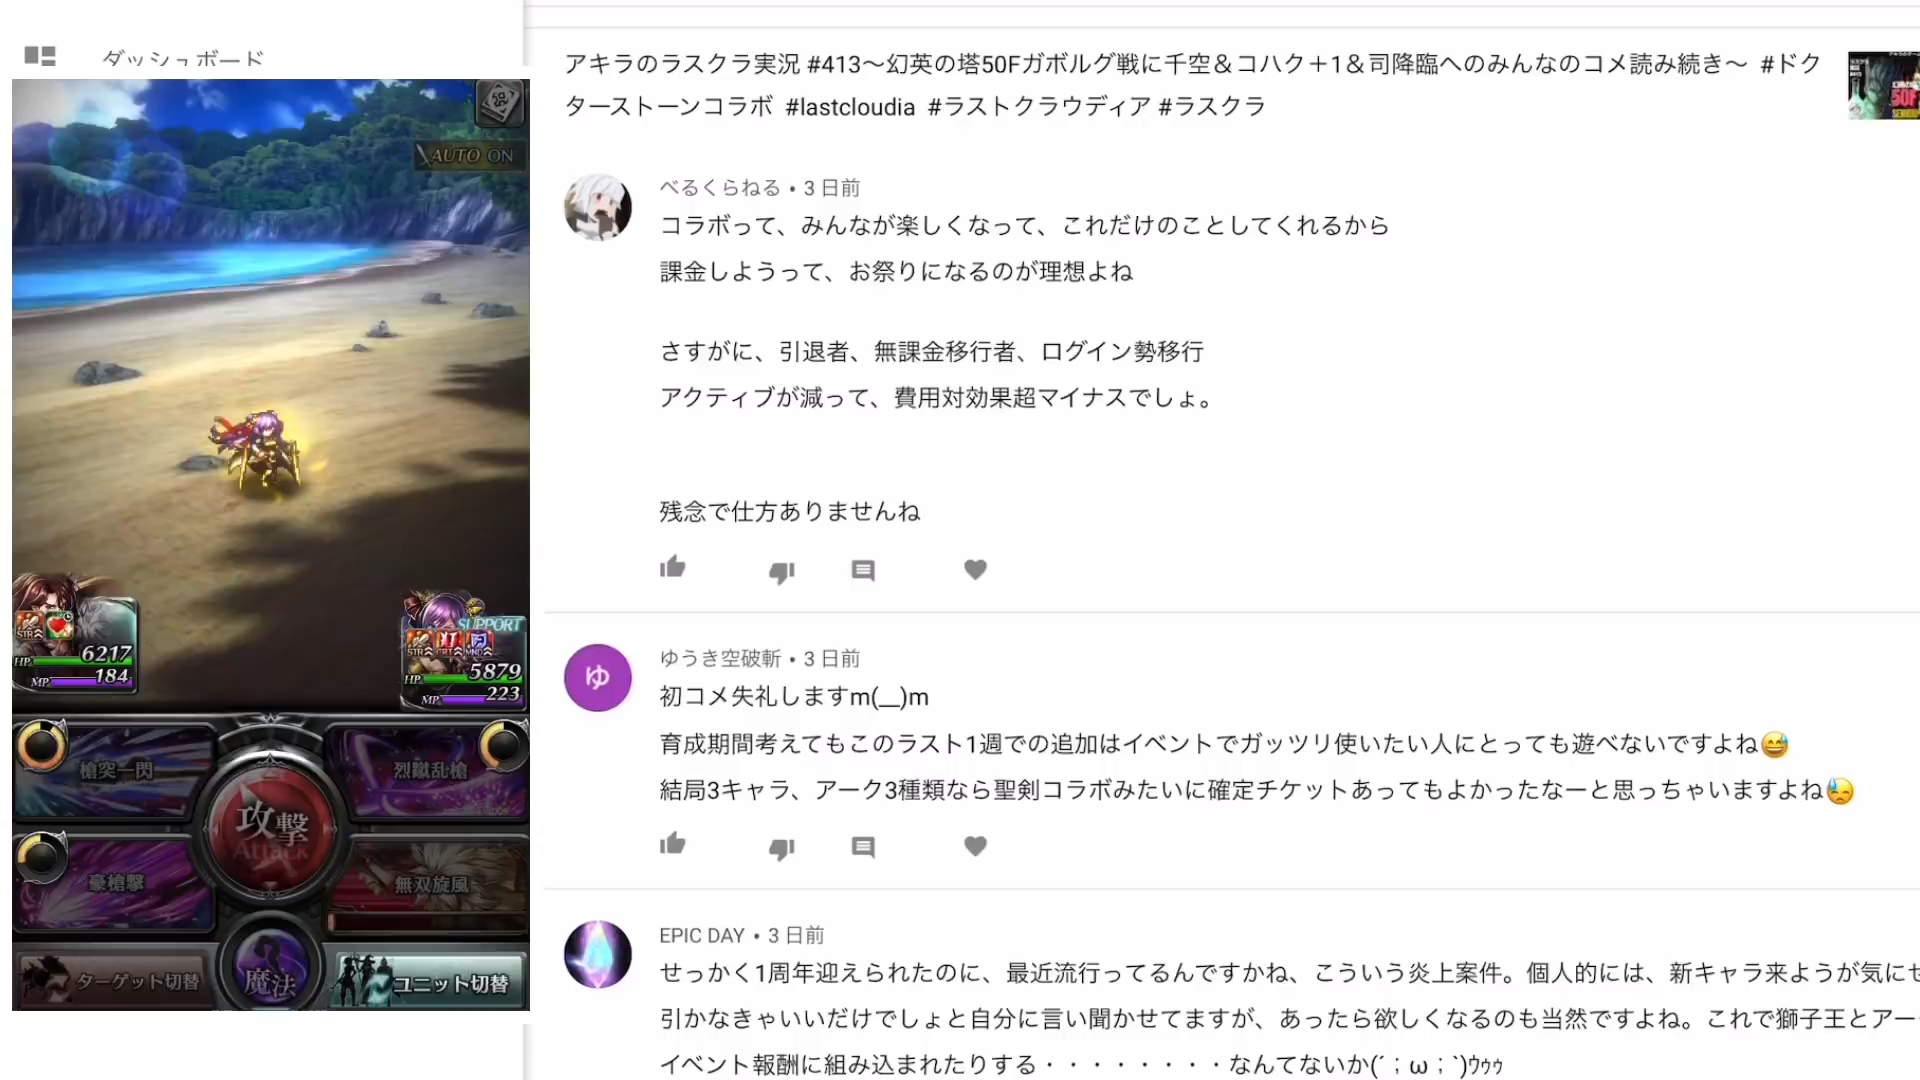 ダッシュボード
AUTO ON
STR
HP 6217
MP 184
SUPPORT
STR CRT MND
HP 5879
MP 223
槍突一閃
烈蹴乱槍
攻撃
Attack
豪槍撃
無双旋風
ターゲット切替
魔法
ユニット切替
アキラのラスクラ実況 #413〜幻英の塔50Fガボルグ戦に千空＆コハク＋1＆司降臨へのみんなのコメ読み続き〜 #ドク
ターストーンコラボ #lastcloudia #ラストクラウディア #ラスクラ
50F
べるくらねる • 3 日前
コラボって、みんなが楽しくなって、これだけのことしてくれるから
課金しようって、お祭りになるのが理想よね
さすがに、引退者、無課金移行者、ログイン勢移行
アクティブが減って、費用対効果超マイナスでしょ。
残念で仕方ありませんね
ゆ
ゆうき空破斬 • 3 日前
初コメ失礼しますm(__)m
育成期間考えてもこのラスト1週での追加はイベントでガッツリ使いたい人にとっても遊べないですよね😅
結局3キャラ、アーク3種類なら聖剣コラボみたいに確定チケットあってもよかったなーと思っちゃいますよね😓
EPIC DAY • 3 日前
せっかく1周年迎えられたのに、最近流行ってるんですかね、こういう炎上案件。個人的には、新キャラ来ようが気にせ
引かなきゃいいだけでしょと自分に言い聞かせてますが、あったら欲しくなるのも当然ですよね。これで獅子王とアー
イベント報酬に組み込まれたりする・・・・・・・・なんてないか(´；ω；`)ｳｩｩ